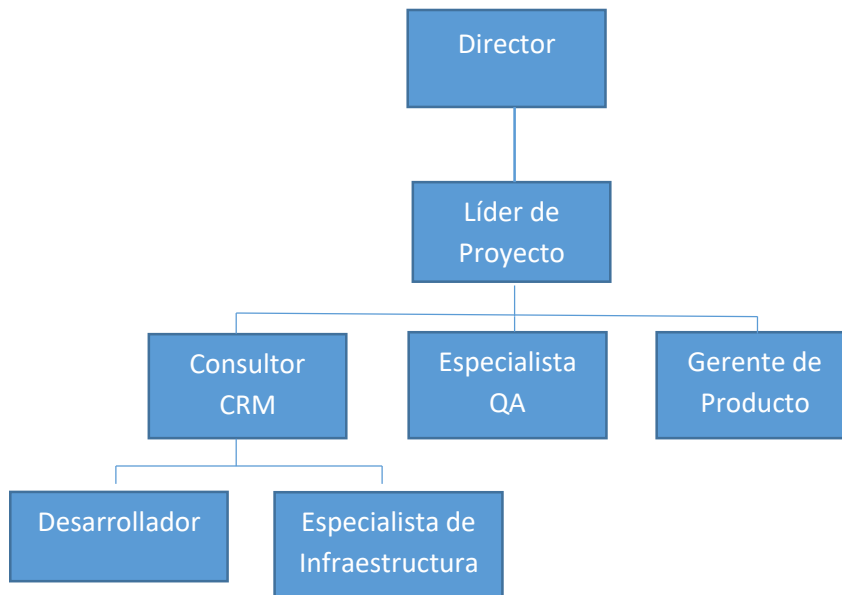 Director
Líder de
Proyecto
Consultor
CRM
Especialista
QA
Gerente de
Producto
Desarrollador
Especialista de
Infraestructura